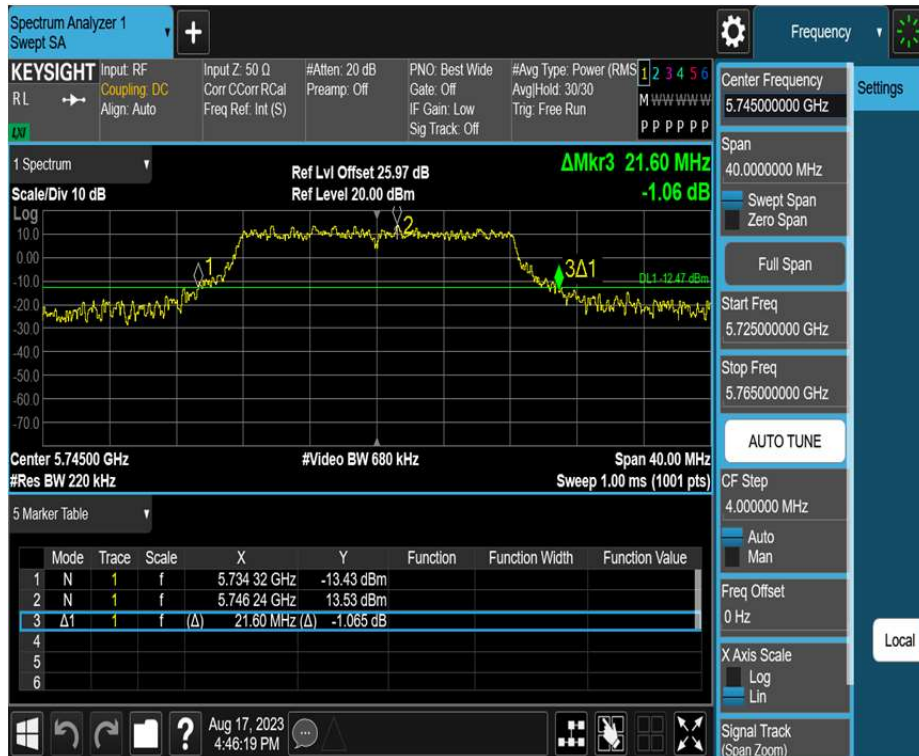 Spectrum Analyzer 1
Swept SA
+
Frequency
KEYSIGHT
RL
LXI
Input: RF
Coupling: DC
Align: Auto
Input Z: 50 Ω
Corr CCorr RCal
Freq Ref: Int (S)
#Atten: 20 dB
Preamp: Off
PNO: Best Wide
Gate: Off
IF Gain: Low
Sig Track: Off
#Avg Type: Power (RMS
Avg|Hold: 30/30
Trig: Free Run
1 2 3 4 5 6
M W W W W W
P P P P P P
1 Spectrum
Scale/Div 10 dB
Log
Ref Lvl Offset 25.97 dB
Ref Level 20.00 dBm
ΔMkr3 21.60 MHz
-1.06 dB
10.0
0.00
-10.0
-20.0
-30.0
-40.0
-50.0
-60.0
-70.0
1
2
3Δ1
DL1 -12.47 dBm
Center 5.74500 GHz
#Video BW 680 kHz
Span 40.00 MHz
#Res BW 220 kHz
Sweep 1.00 ms (1001 pts)
5 Marker Table
Mode Trace Scale X Y Function Function Width Function Value
1 N 1 f 5.734 32 GHz -13.43 dBm
2 N 1 f 5.746 24 GHz 13.53 dBm
3 Δ1 1 f (Δ) 21.60 MHz (Δ) -1.065 dB
4
5
6
?
Aug 17, 2023
4:46:19 PM
Center Frequency
5.745000000 GHz
Span
40.0000000 MHz
Swept Span
Zero Span
Full Span
Start Freq
5.725000000 GHz
Stop Freq
5.765000000 GHz
AUTO TUNE
CF Step
4.000000 MHz
Auto
Man
Freq Offset
0 Hz
X Axis Scale
Log
Lin
Signal Track
(Span Zoom)
Settings
Local